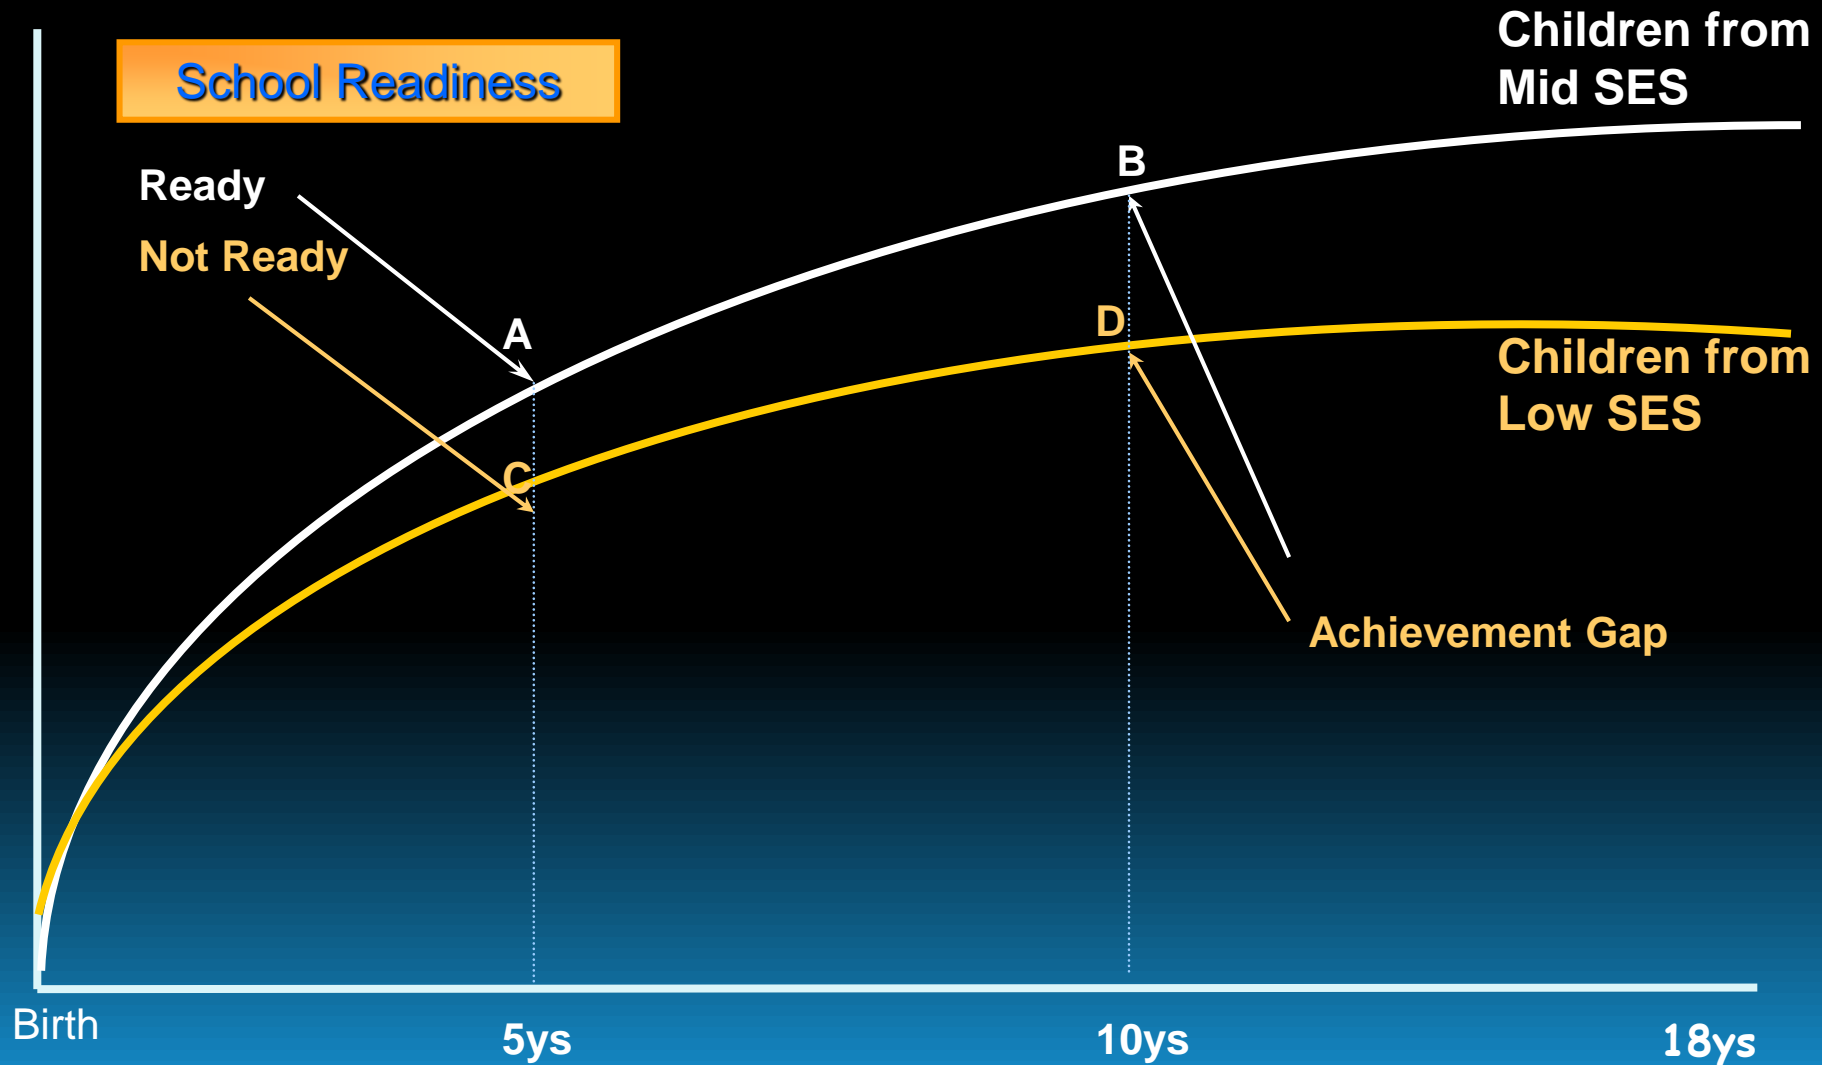 Children from
Mid SES
School Readiness
Ready
Not Ready
A
B
C
D
Children from
Low SES
Achievement Gap
Birth
5ys
10ys
18ys